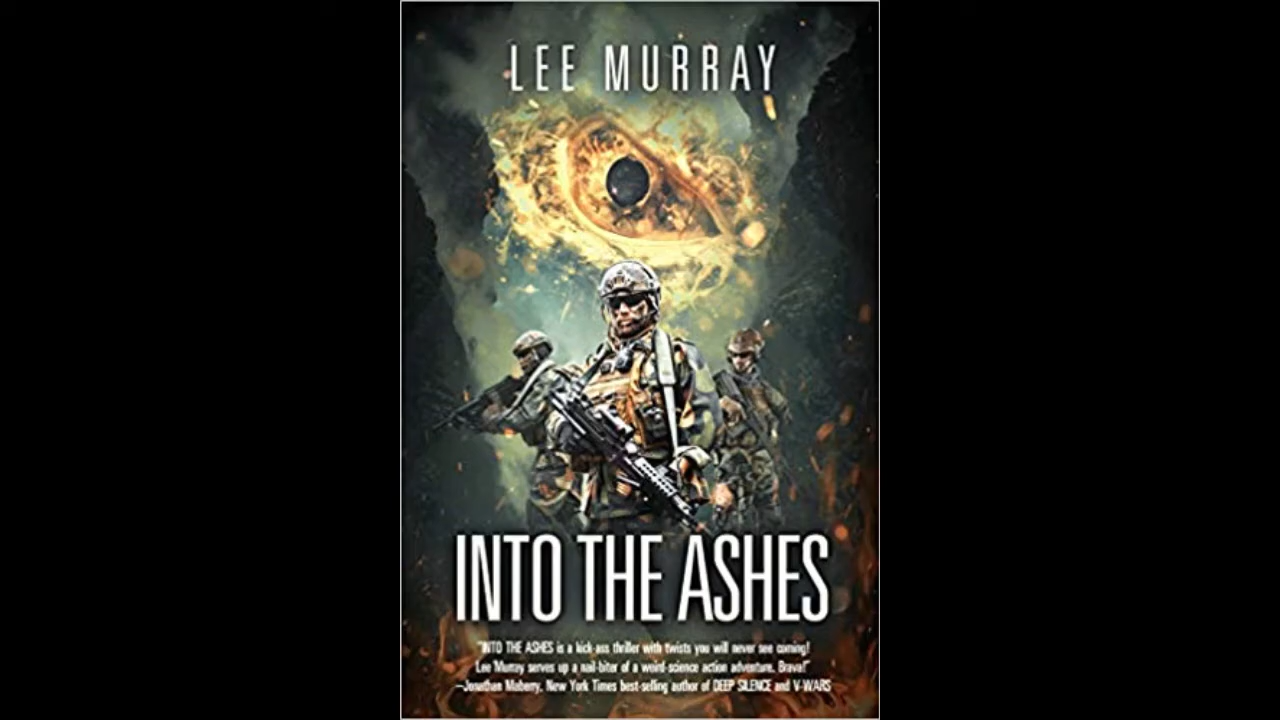 LEE MURRAY
INTO THE ASHES
"INTO THE ASHES is a kick-ass thriller with twists you will never see coming!
Lee Murray serves up a nail-biter of a weird-science action adventure. Brava!"
–Jonathan Maberry, New York Times best-selling author of DEEP SILENCE and V-WARS